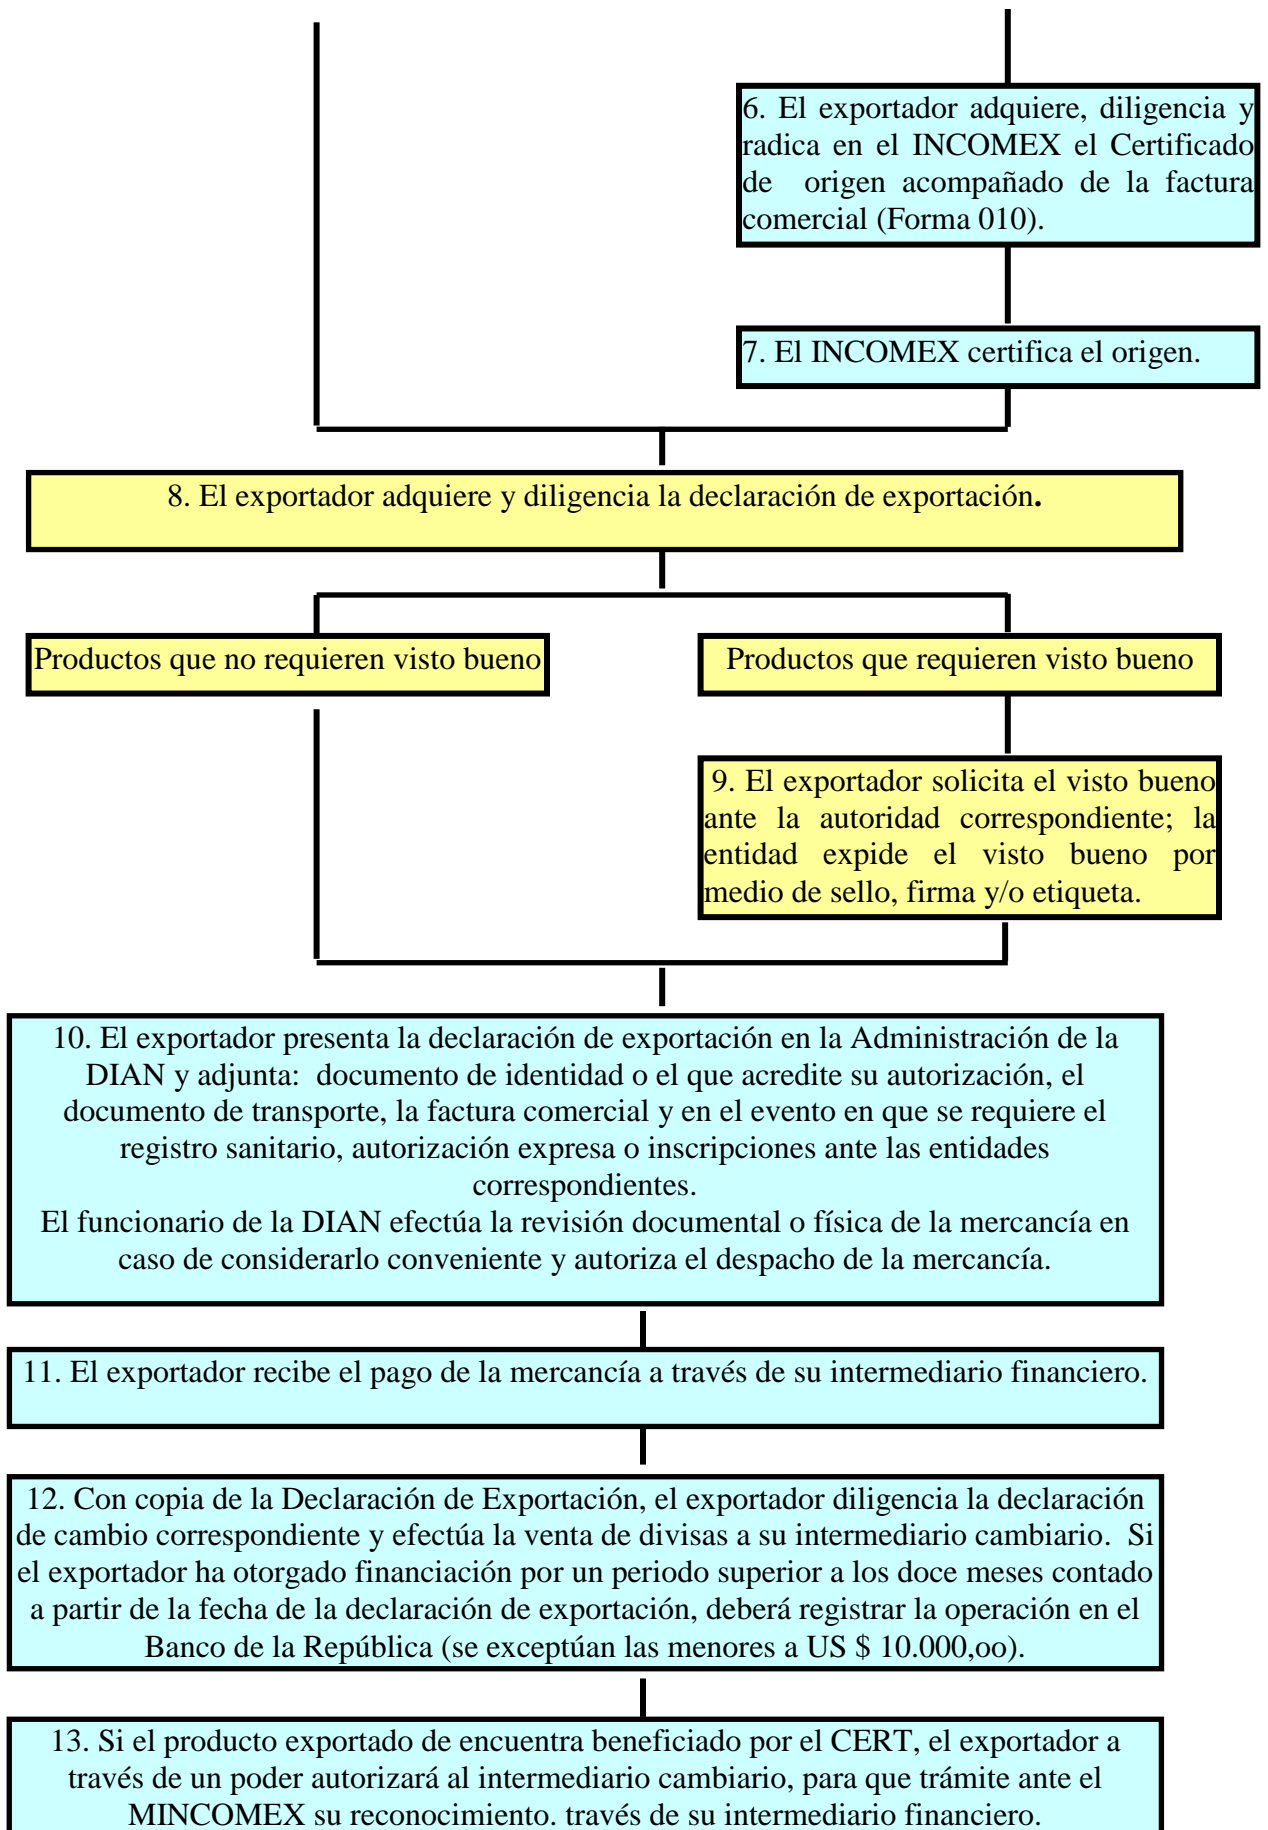 6. El exportador adquiere, diligencia y
radica en el INCOMEX el Certificado
de origen acompañado de la factura
comercial (Forma 010).
7. El INCOMEX certifica el origen.
8. El exportador adquiere y diligencia la declaración de exportación.
Productos que no requieren visto bueno
Productos que requieren visto bueno
9. El exportador solicita el visto bueno
ante la autoridad correspondiente; la
entidad expide el visto bueno por
medio de sello, firma y/o etiqueta.
10. El exportador presenta la declaración de exportación en la Administración de la
DIAN y adjunta: documento de identidad o el que acredite su autorización, el
documento de transporte, la factura comercial y en el evento en que se requiere el
registro sanitario, autorización expresa o inscripciones ante las entidades
correspondientes.
El funcionario de la DIAN efectúa la revisión documental o física de la mercancía en
caso de considerarlo conveniente y autoriza el despacho de la mercancía.
11. El exportador recibe el pago de la mercancía a través de su intermediario financiero.
12. Con copia de la Declaración de Exportación, el exportador diligencia la declaración
de cambio correspondiente y efectúa la venta de divisas a su intermediario cambiario. Si
el exportador ha otorgado financiación por un periodo superior a los doce meses contado
a partir de la fecha de la declaración de exportación, deberá registrar la operación en el
Banco de la República (se exceptúan las menores a US $ 10.000,oo).
13. Si el producto exportado de encuentra beneficiado por el CERT, el exportador a
través de un poder autorizará al intermediario cambiario, para que trámite ante el
MINCOMEX su reconocimiento. través de su intermediario financiero.